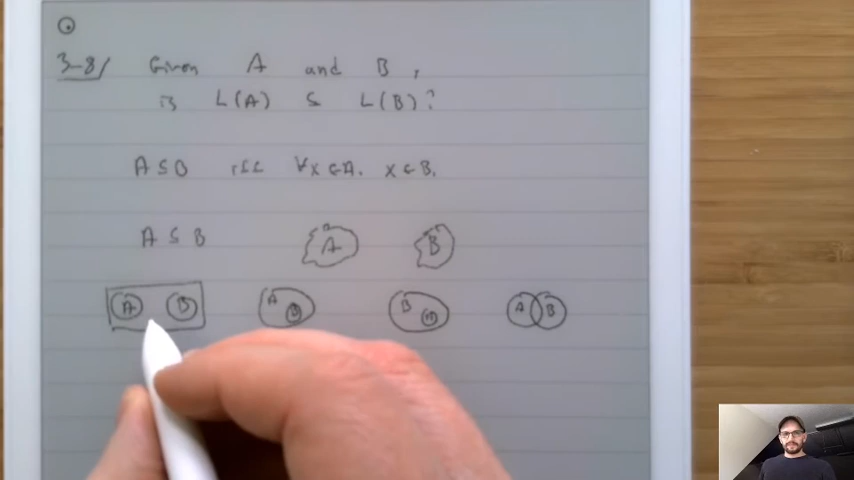 3-8/ Given A and B,
is L(A) ⊆ L(B)?
A ⊆ B iff ∀x∈A. x∈B.
A ⊆ B A B
A B A B B A A B